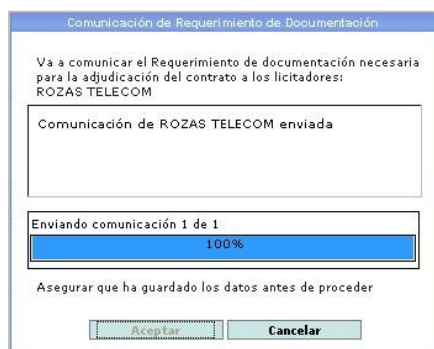 Comunicación de Requerimiento de Documentación
Va a comunicar el Requerimiento de documentación necesaria
para la adjudicación del contrato a los licitadores:
ROZAS TELECOM
Comunicación de ROZAS TELECOM enviada
Enviando comunicación 1 de 1
100%
Asegurar que ha guardado los datos antes de proceder
Aceptar
Cancelar